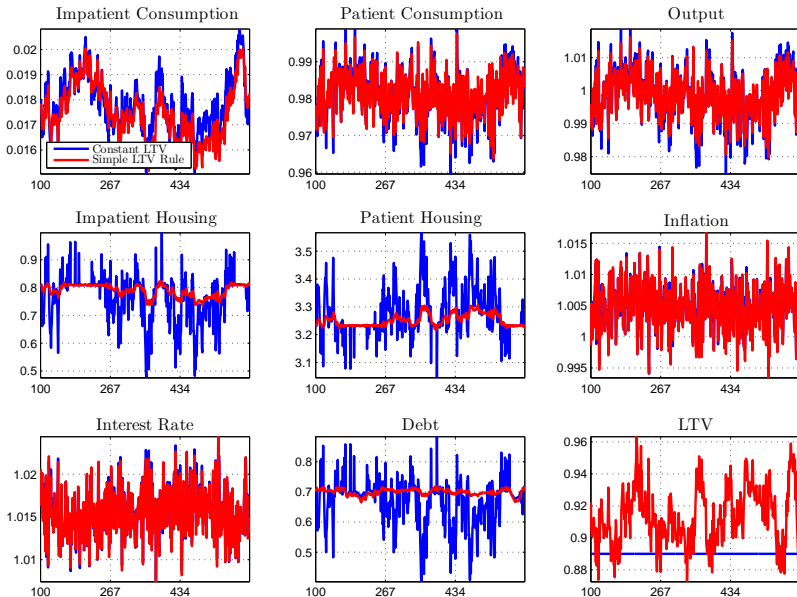 Impatient Consumption
0.02
0.019
0.018
0.017
0.016
Constant LTV
Simple LTV Rule
100 267 434
Patient Consumption
0.99
0.98
0.97
0.96
100 267 434
Output
1.01
1
0.99
0.98
100 267 434
Impatient Housing
0.9
0.8
0.7
0.6
0.5
100 267 434
Patient Housing
3.5
3.4
3.3
3.2
3.1
100 267 434
Inflation
1.015
1.01
1.005
1
0.995
100 267 434
Interest Rate
1.02
1.015
1.01
100 267 434
Debt
0.8
0.7
0.6
0.5
100 267 434
LTV
0.96
0.94
0.92
0.9
0.88
100 267 434